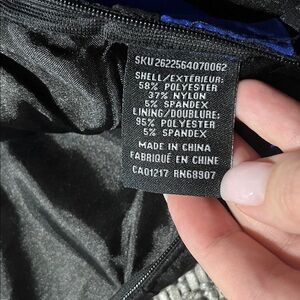 SKU2622564070062
SHELL/EXTÉRIEUR:
58% POLYESTER
37% NYLON
5% SPANDEX
LINING/DOUBLURE:
95% POLYESTER
5% SPANDEX
MADE IN CHINA
FABRIQUÉ EN CHINE
CA01217 RN68907